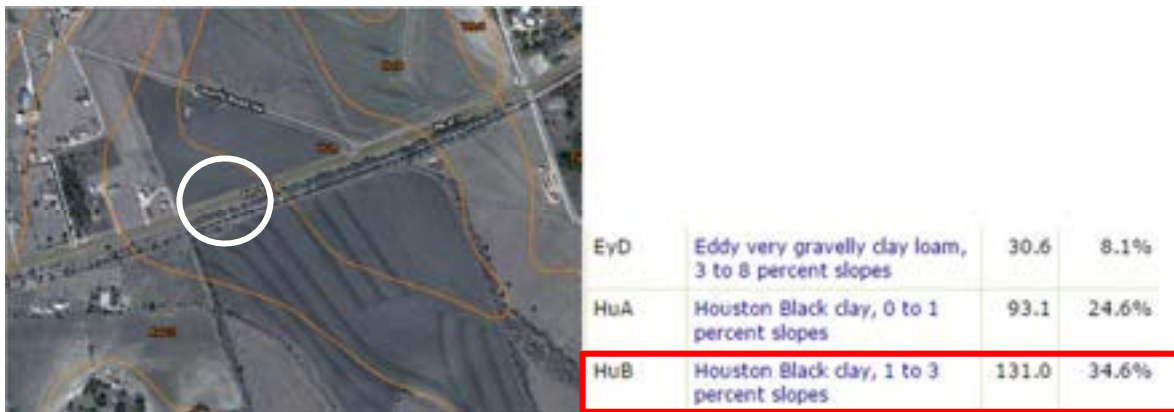 EyD Eddy very gravelly clay loam, 3 to 8 percent slopes 30.6 8.1%
HuA Houston Black clay, 0 to 1 percent slopes 93.1 24.6%
HuB Houston Black clay, 1 to 3 percent slopes 131.0 34.6%